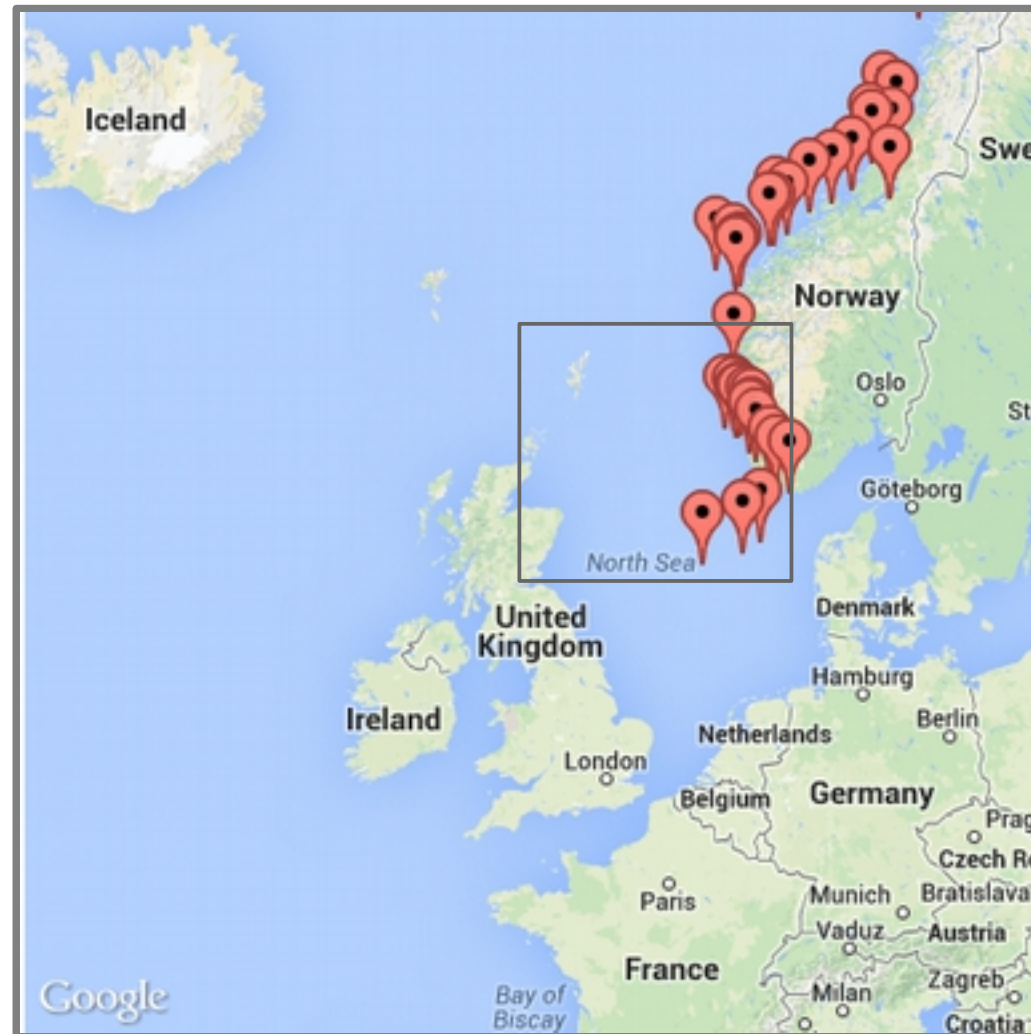 Iceland
Swe
Norway
Oslo
St
Göteborg
North Sea
Denmark
United
Kingdom
Hamburg
Ireland
Netherlands
Berlin
London
Belgium
Germany
Prag
Czech Re
Paris
Munich
Bratislava
Vaduz
Austria
France
Zagreb
Milan
Google
Bay of
Biscay
Croatia